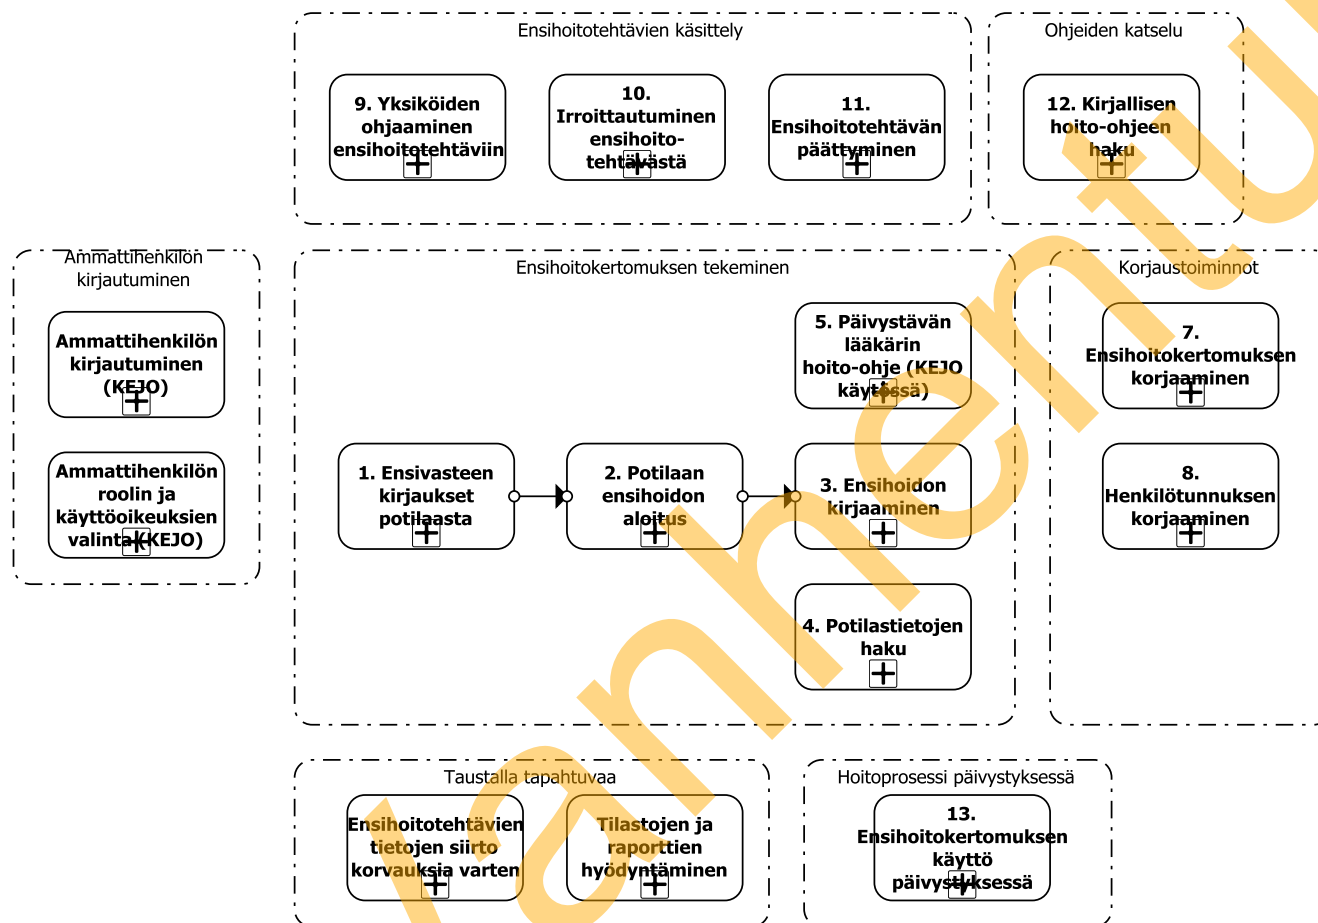 Ensihoitotehtävien käsittely
9. Yksiköiden
ohjaaminen
ensihoitotehtäviin
10.
Irroittautuminen
ensihoito-
tehtävästä
11.
Ensihoitotehtävän
päättyminen
Ohjeiden katselu
12. Kirjallisen
hoito-ohjeen
haku
Ammattihenkilön
kirjautuminen
Ammattihenkilön
kirjautuminen
(KEJO)
Ammattihenkilön
roolin ja
käyttöoikeuksien
valinta (KEJO)
Ensihoitokertomuksen tekeminen
1. Ensivasteen
kirjaukset
potilaasta
2. Potilaan
ensihoidon
aloitus
5. Päivystävän
lääkärin
hoito-ohje (KEJO
käytössä)
3. Ensihoidon
kirjaaminen
4. Potilastietojen
haku
Korjaustoiminnot
7.
Ensihoitokertomuksen
korjaaminen
8.
Henkilötunnuksen
korjaaminen
Taustalla tapahtuvaa
Ensihoitotehtävien
tietojen siirto
korvauksia varten
Tilastojen ja
raporttien
hyödyntäminen
Hoitoprosessi päivystyksessä
13.
Ensihoitokertomuksen
käyttö
päivystyksessä
Vanhentu